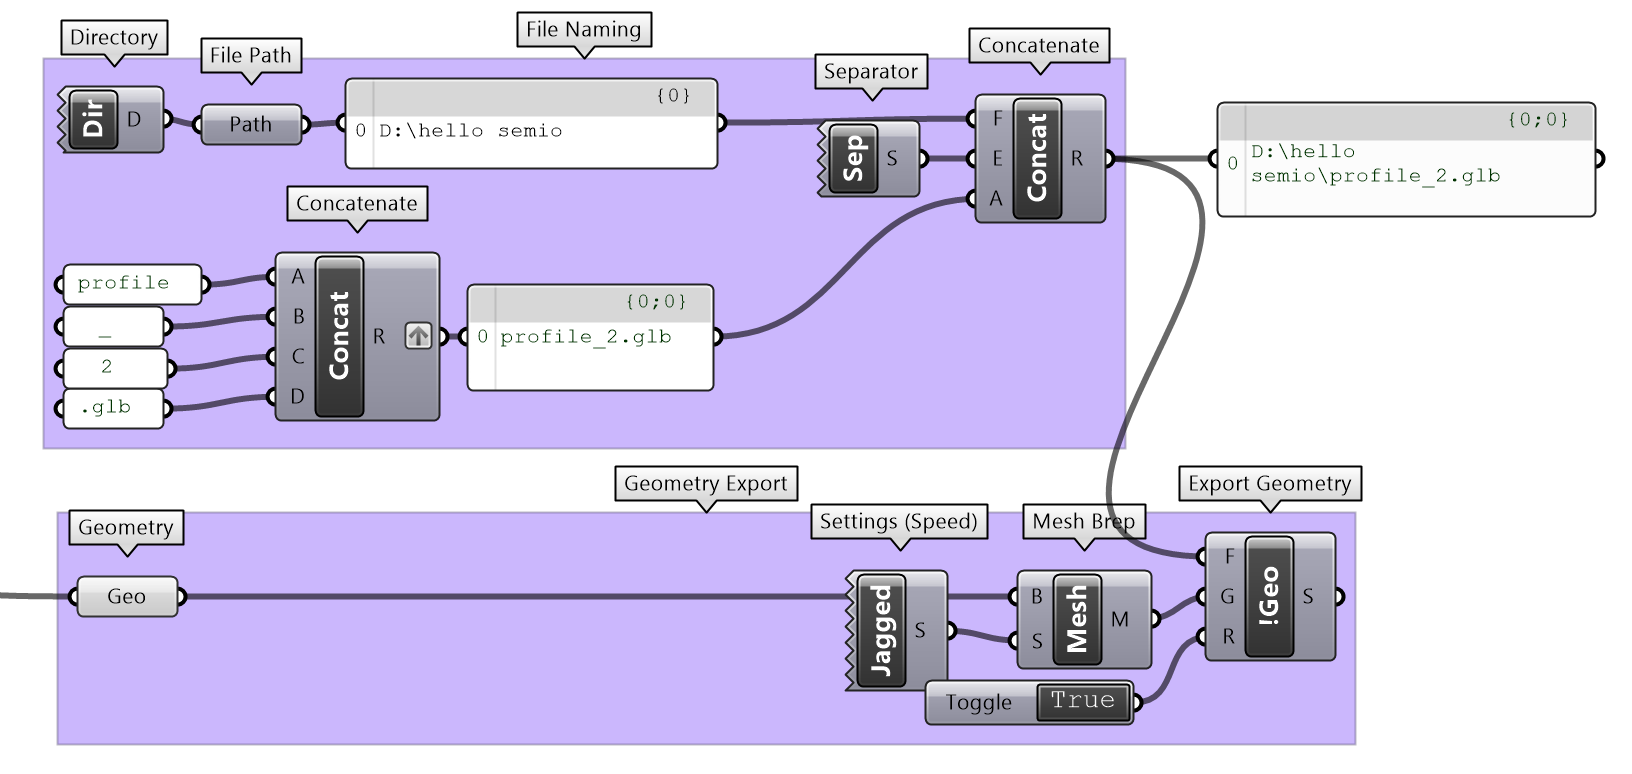 Directory
File Path
File Naming
Separator
Concatenate
Dir D
Path
{0}
0 D:\hello semio
Sep S
F
E
A
Concat R
{0;0}
0 D:\hello
semio\profile_2.glb
Concatenate
profile
_
2
.glb
A
B
C
D
Concat R
{0;0}
0 profile_2.glb
Geometry Export
Export Geometry
Geometry
Settings (Speed)
Mesh Brep
Geo
Jagged S
B
S
Mesh M
F
G
R
!Geo S
Toggle True